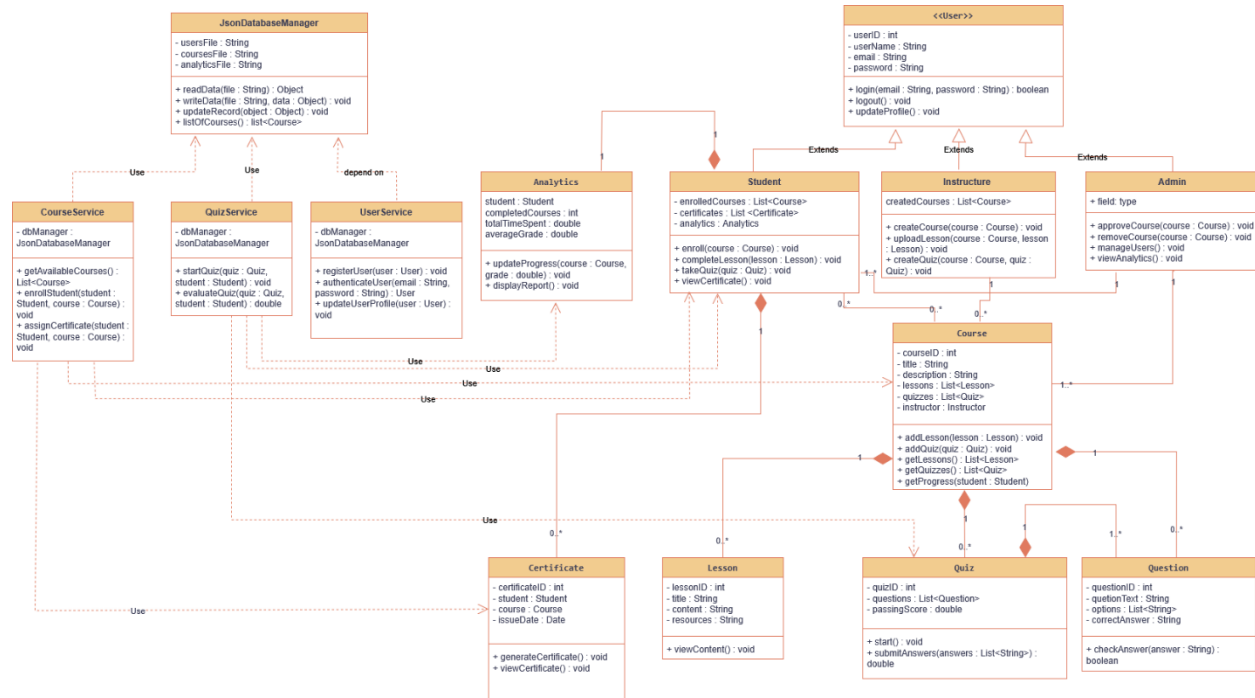 JsonDatabaseManager
- usersFile : String
- coursesFile : String
- analyticsFile : String
+ readData(file : String) : Object
+ writeData(file : String, data : Object) : void
+ updateRecord(object : Object) : void
+ listOfCourses() : list<Course>
<<User>>
- userID : int
- userName : String
- email : String
- password : String
+ login(email : String, password : String) : boolean
+ logout() : void
+ updateProfile() : void
Use
Use
depend on
1
1
Extends
Extends
Extends
CourseService
- dbManager :
JsonDatabaseManager
+ getAvailableCourses() :
List<Course>
+ enrollStudent(student :
Student, course : Course) :
void
+ assignCertificate(student :
Student, course : Course) :
void
QuizService
- dbManager :
JsonDatabaseManager
+ startQuiz(quiz : Quiz,
student : Student) : void
+ evaluateQuiz(quiz : Quiz,
student : Student) : double
UserService
- dbManager :
JsonDatabaseManager
+ registerUser(user : User) : void
+ authenticateUser(email : String,
password : String) : User
+ updateUserProfile(user : User) :
void
Analytics
student : Student
completedCourses : int
totalTimeSpent : double
averageGrade : double
+ updateProgress(course : Course,
grade : double) : void
+ displayReport() : void
Student
- enrolledCourses : List<Course>
- certificates : List <Certificate>
- analytics : Analytics
+ enroll(course : Course) : void
+ completeLesson(lesson : Lesson) : void
+ takeQuiz(quiz : Quiz) : void
+ viewCertificate() : void
Instructure
createdCourses : List<Course>
+ createCourse(course : Course) : void
+ uploadLesson(course : Course, lesson
: Lesson) : void
+ createQuiz(course : Course, quiz :
Quiz) : void
Admin
+ field: type
+ approveCourse(course : Course) : void
+ removeCourse(course : Course) : void
+ manageUsers() : void
+ viewAnalytics() : void
1..*
1
1
1
0..*
0..*
1
Use
Use
Use
Use
1..*
Course
- courseID : int
- title : String
- description : String
- lessons : List<Lesson>
- quizzes : List<Quiz>
- instructor : Instructor
+ addLesson(lesson : Lesson) : void
+ addQuiz(quiz : Quiz) : void
+ getLessons() : List<Lesson>
+ getQuizzes() : List<Quiz>
+ getProgress(student : Student)
1
1
1
1
Use
0..*
0..*
0..*
1..*
0..*
Certificate
- certificateID : int
- student : Student
- course : Course
- issueDate : Date
+ generateCertificate() : void
+ viewCertificate() : void
Use
Lesson
- lessonID : int
- title : String
- content : String
- resources : String
+ viewContent() : void
Quiz
- quizID : int
- questions : List<Question>
- passingScore : double
+ start() : void
+ submitAnswers(answers : List<String>) :
double
Question
- questionID : int
- quetionText : String
- options : List<String>
- correctAnswer : String
+ checkAnswer(answer : String) :
boolean